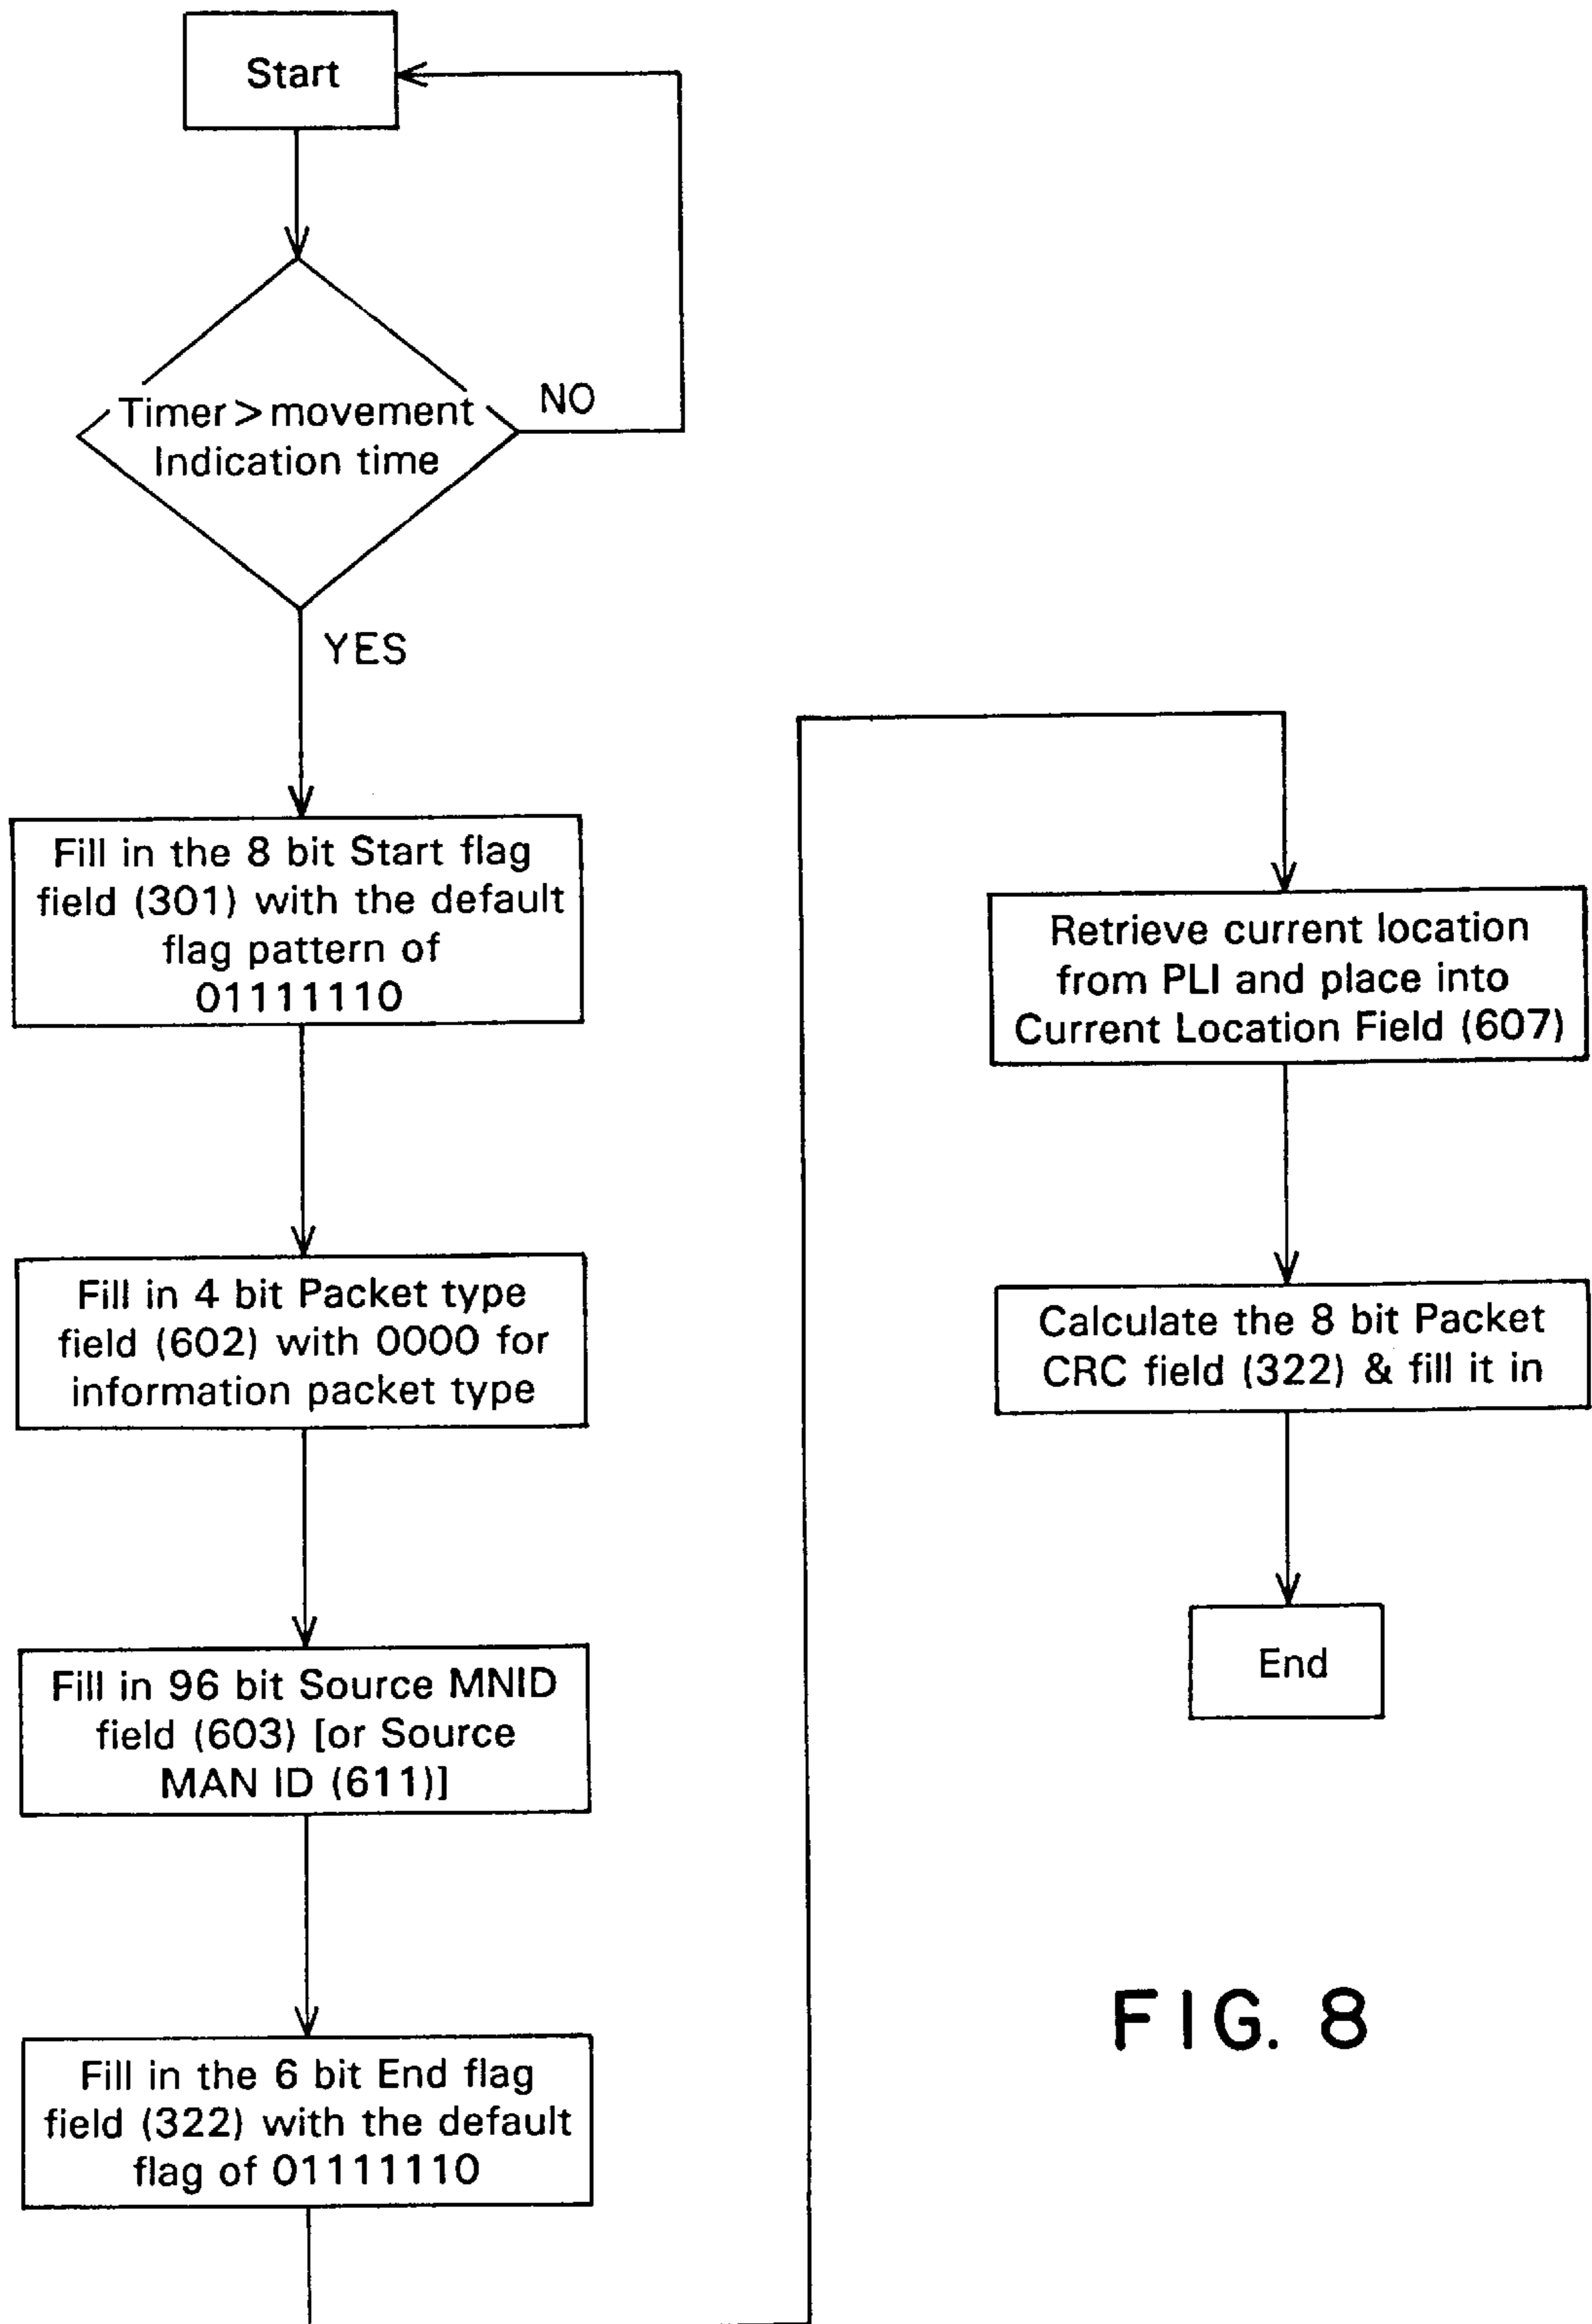 Start
Timer > movement
Indication time
NO
YES
Fill in the 8 bit Start flag
field (301) with the default
flag pattern of
01111110
Fill in 4 bit Packet type
field (602) with 0000 for
information packet type
Fill in 96 bit Source MNID
field (603) [or Source
MAN ID (611)]
Fill in the 6 bit End flag
field (322) with the default
flag of 01111110
Retrieve current location
from PLI and place into
Current Location Field (607)
Calculate the 8 bit Packet
CRC field (322) & fill it in
End
FIG. 8